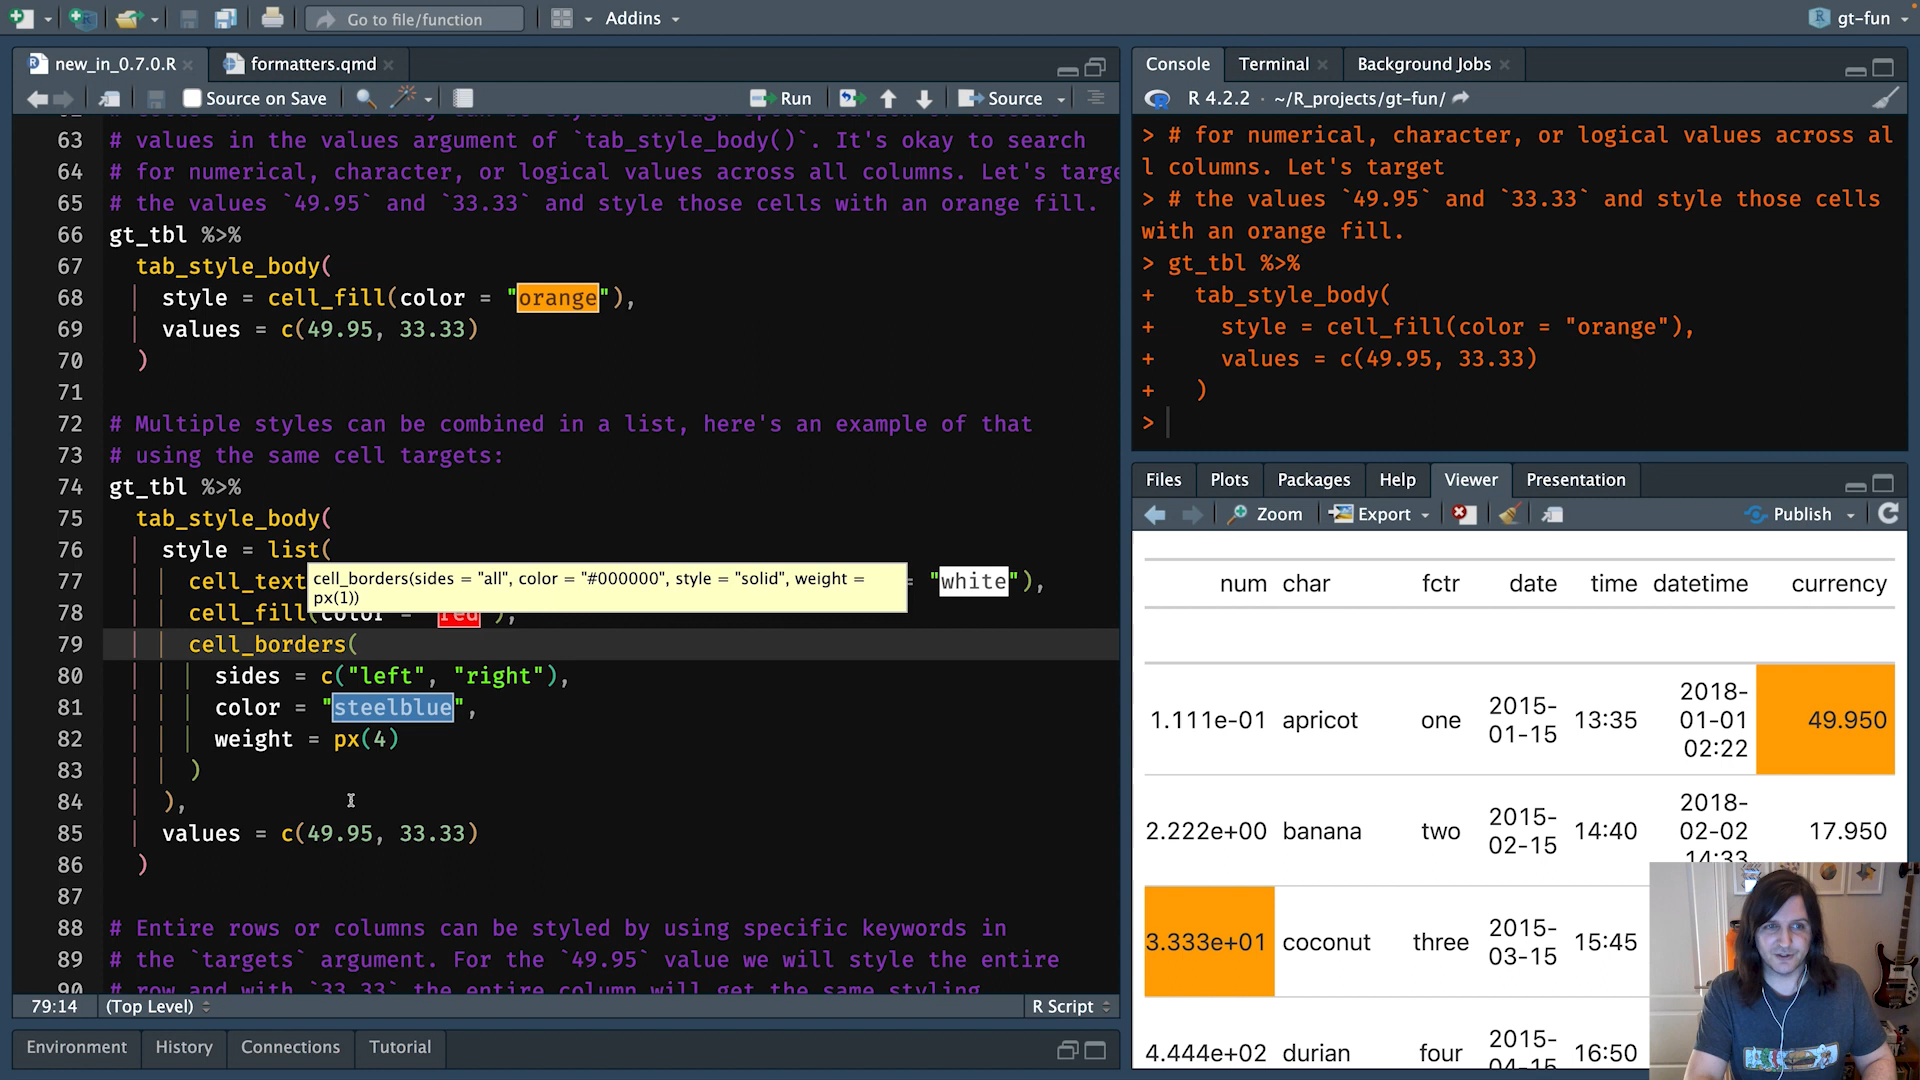 Go to file/function
Addins
gt-fun
new_in_0.7.0.R
formatters.qmd
Source on Save
Run
Source
63 # values in the values argument of `tab_style_body()`. It's okay to search
64 # for numerical, character, or logical values across all columns. Let's targe
65 # the values `49.95` and `33.33` and style those cells with an orange fill.
66 gt_tbl %>%
67 tab_style_body(
68 style = cell_fill(color = "orange"),
69 values = c(49.95, 33.33)
70 )
71
72 # Multiple styles can be combined in a list, here's an example of that
73 # using the same cell targets:
74 gt_tbl %>%
75 tab_style_body(
76 style = list(
77 cell_text = "white"),
cell_borders(sides = "all", color = "#000000", style = "solid", weight =
px(1))
78 cell_fill(color = "red"),
79 cell_borders(
80 sides = c("left", "right"),
81 color = "steelblue",
82 weight = px(4)
83 )
84 ),
85 values = c(49.95, 33.33)
86 )
87
88 # Entire rows or columns can be styled by using specific keywords in
89 # the `targets` argument. For the `49.95` value we will style the entire
90 # row and with `33.33` the entire column will get the same styling
79:14 (Top Level) R Script
Environment History Connections Tutorial
Console Terminal Background Jobs
R 4.2.2 · ~/R_projects/gt-fun/
> # for numerical, character, or logical values across al
l columns. Let's target
> # the values `49.95` and `33.33` and style those cells
with an orange fill.
> gt_tbl %>%
+ tab_style_body(
+ style = cell_fill(color = "orange"),
+ values = c(49.95, 33.33)
+ )
>
Files Plots Packages Help Viewer Presentation
Zoom Export Publish
num char fctr date time datetime currency
1.111e-01 apricot one 2015-01-15 13:35 2018-01-01 02:22 49.950
2.222e+00 banana two 2015-02-15 14:40 2018-02-02 14:33 17.950
3.333e+01 coconut three 2015-03-15 15:45
4.444e+02 durian four 2015-04-15 16:50